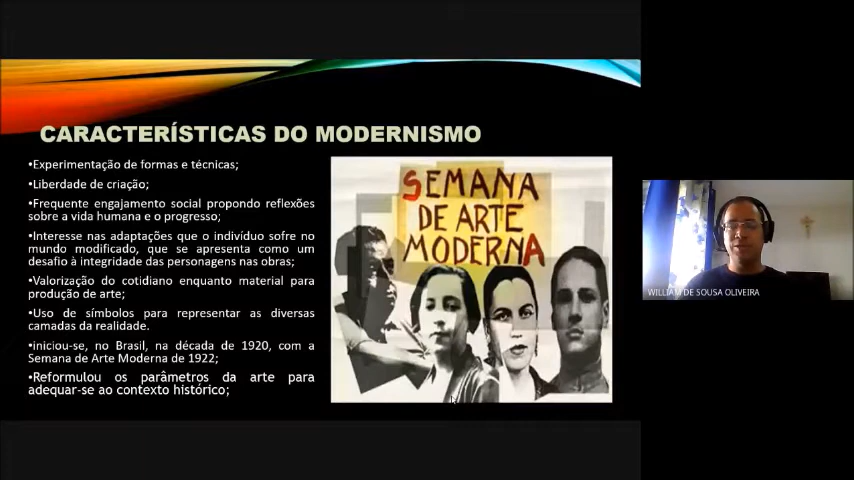 CARACTERÍSTICAS DO MODERNISMO
•Experimentação de formas e técnicas;
•Liberdade de criação;
•Frequente engajamento social propondo reflexões
sobre a vida humana e o progresso;
•Interesse nas adaptações que o indivíduo sofre no
mundo modificado, que se apresenta como um
desafio à integridade das personagens nas obras;
•Valorização do cotidiano enquanto material para
produção de arte;
•Uso de símbolos para representar as diversas
camadas da realidade.
•iniciou-se, no Brasil, na década de 1920, com a
Semana de Arte Moderna de 1922;
•Reformulou os parâmetros da arte para
adequar-se ao contexto histórico;
SEMANA
DE ARTE
MODERNA
WILLIAM DE SOUSA OLIVEIRA